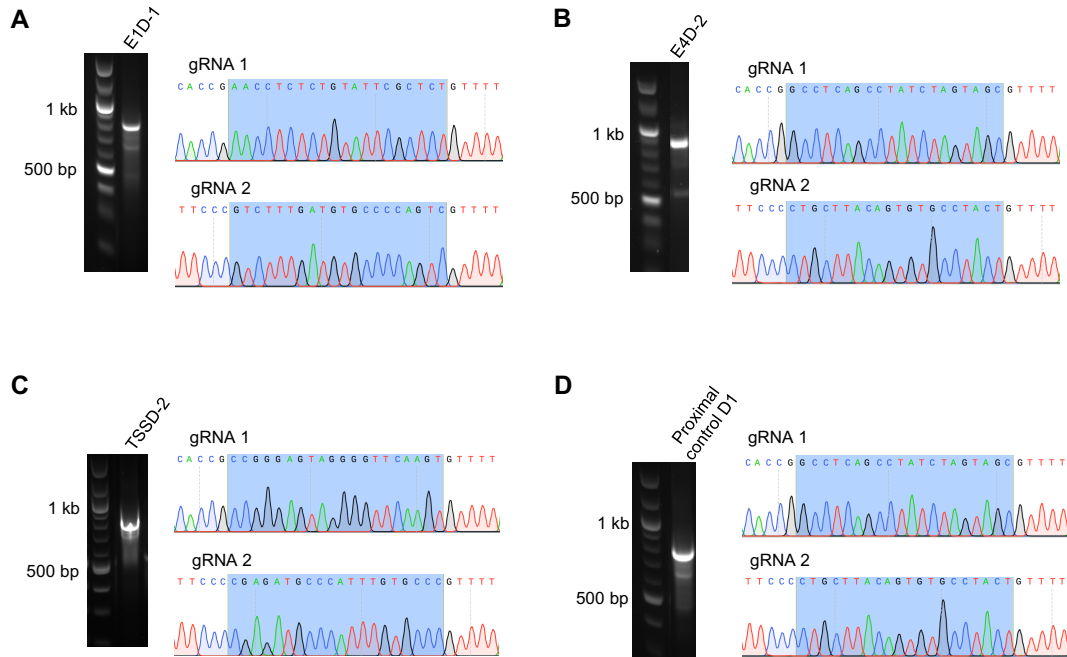 A
E1D-1
gRNA 1
CACCGAACCTCTCTGTATTCGCTCTGTTTT
1 kb
500 bp
gRNA 2
TTCCCGTCTTTGATGTGCCCCAGTCGTTTT
B
E4D-2
gRNA 1
CACCGGCCTCAGCCTATCTAGTAGCGTTTT
1 kb
500 bp
gRNA 2
TTCCCCTGCTTACAGTGTGCCTACTGTTTT
C
TSSD-2
gRNA 1
CACCGCCGGGAGTAGGGGTTCAAGTGTTTT
1 kb
500 bp
gRNA 2
TTCCCCGAGATGCCCATTTGTGCCCGTTTT
D
Proximal
control D1
gRNA 1
CACCGGCCTCAGCCTATCTAGTAGCGTTTT
1 kb
500 bp
gRNA 2
TTCCCCTGCTTACAGTGTGCCTACTGTTTT